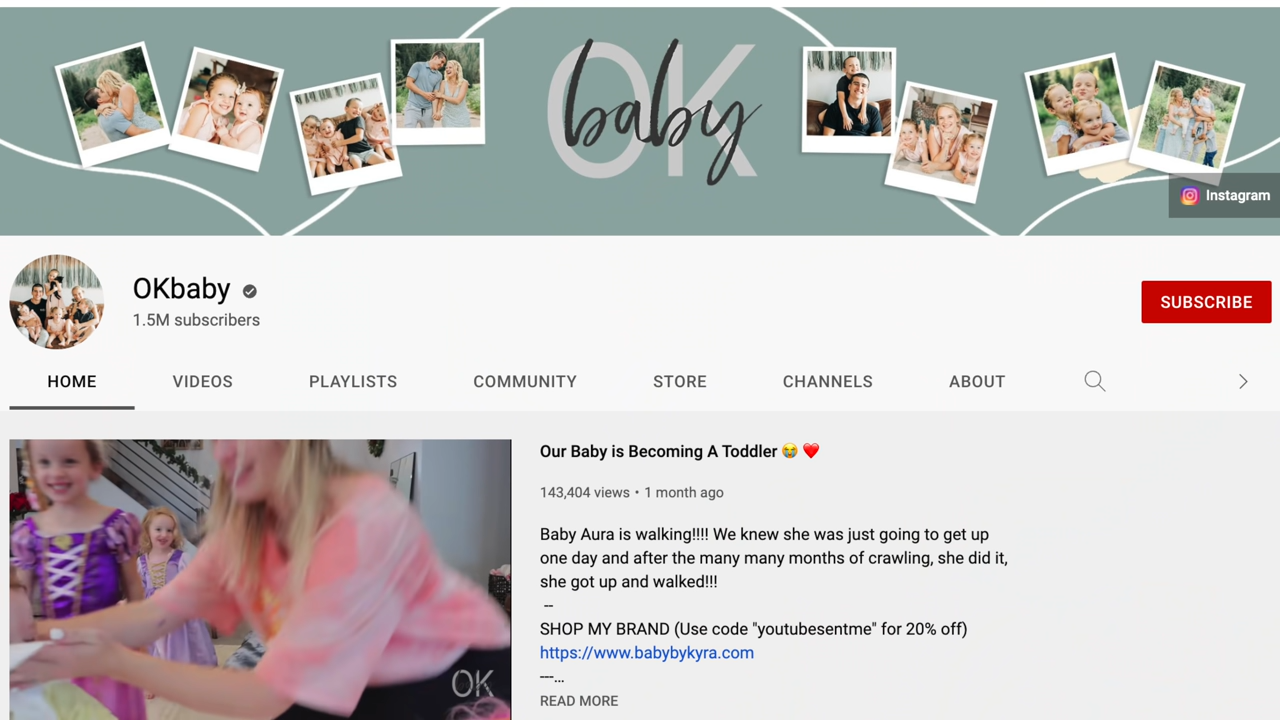 OK
baby
Instagram
OKbaby
1.5M subscribers
SUBSCRIBE
HOME VIDEOS PLAYLISTS COMMUNITY STORE CHANNELS ABOUT
Our Baby is Becoming A Toddler 😭 ❤️
143,404 views • 1 month ago
Baby Aura is walking!!!! We knew she was just going to get up
one day and after the many many months of crawling, she did it,
she got up and walked!!!
--
SHOP MY BRAND (Use code "youtubesentme" for 20% off)
https://www.babybykyra.com
---...
READ MORE
OK